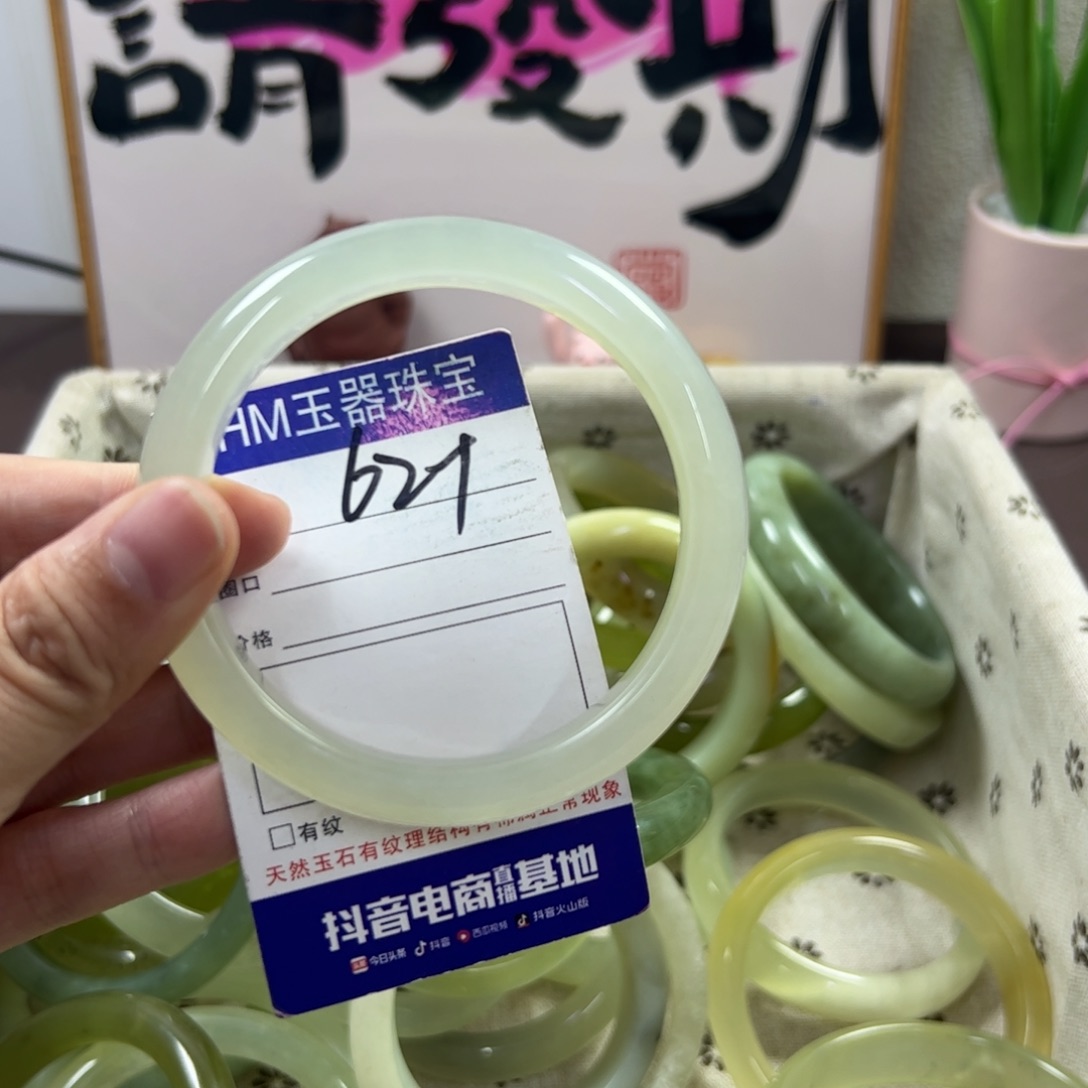 請發財
HM玉器珠宝
621
圈口
价格
有纹
天然玉石有纹理结构有棉属正常现象
抖音电商直播基地
今日头条 抖音 西瓜视频 抖音火山版